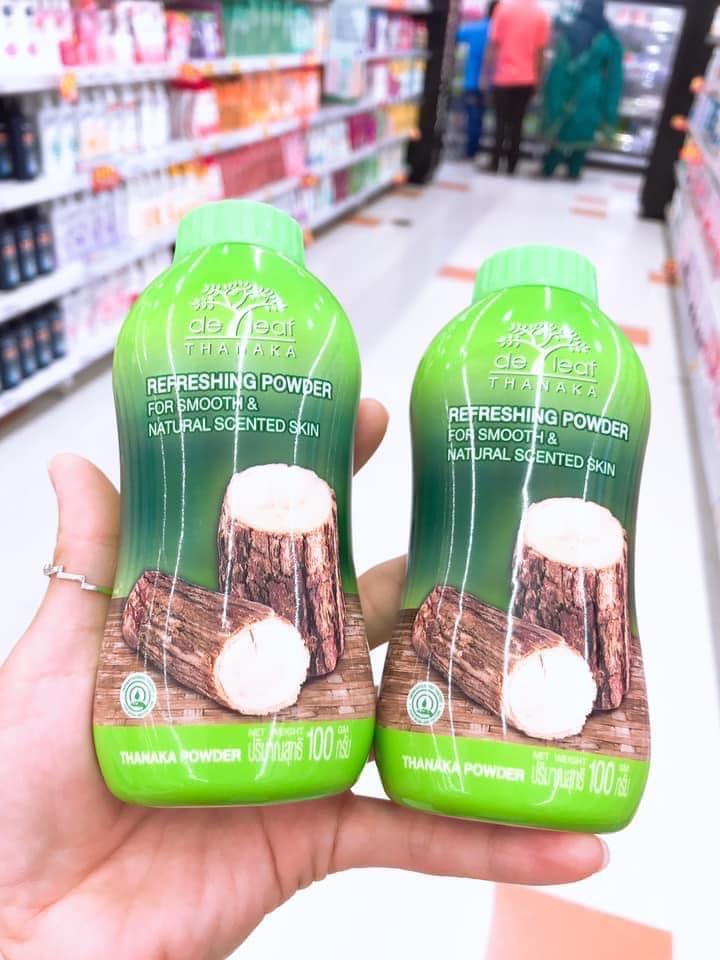 de leaf
THANAKA
REFRESHING POWDER
FOR SMOOTH &
NATURAL SCENTED SKIN
THANAKA POWDER
NET WEIGHT
ปริมาณสุทธิ
100
GM
กรัม
de leaf
THANAKA
REFRESHING POWDER
FOR SMOOTH &
NATURAL SCENTED SKIN
THANAKA POWDER
NET WEIGHT
ปริมาณสุทธิ
100
GM
กรัม